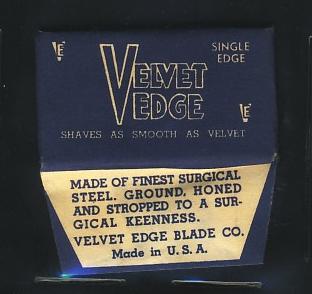 VE
SINGLE
EDGE
VELVET
EDGE
VE
SHAVES AS SMOOTH AS VELVET
MADE OF FINEST SURGICAL
STEEL. GROUND, HONED
AND STROPPED TO A SUR-
GICAL KEENNESS.
VELVET EDGE BLADE CO.
Made in U. S. A.